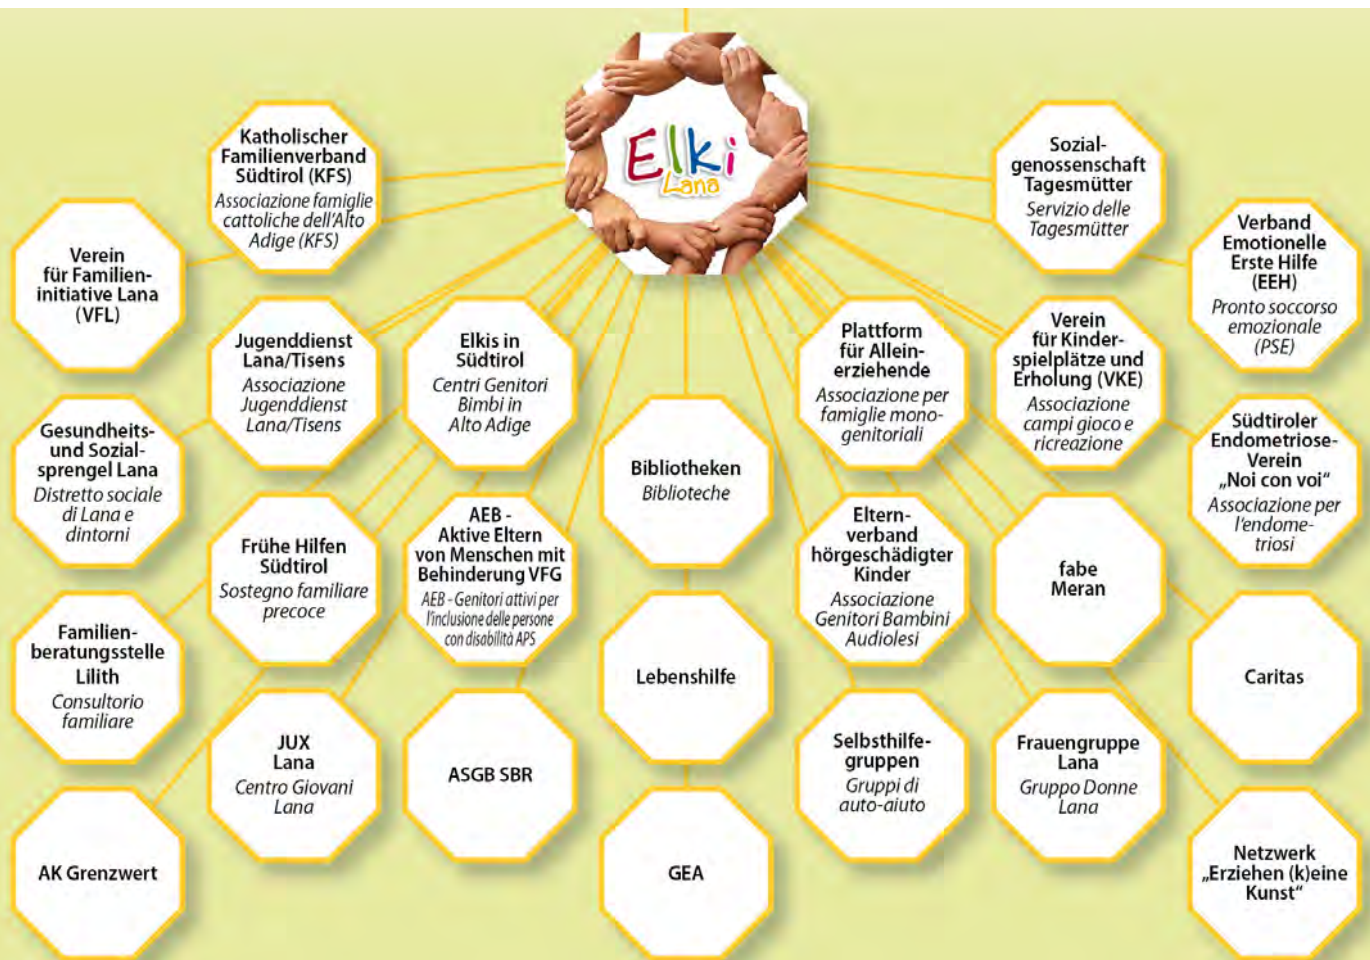 Elki
Lana
Katholischer
Familienverband
Südtirol (KFS)
Associazione famiglie
cattoliche dell'Alto
Adige (KFS)
Sozial-
genossenschaft
Tagesmütter
Servizio delle
Tagesmütter
Verein
für Familien-
initiative Lana
(VFL)
Verband
Emotionelle
Erste Hilfe
(EEH)
Pronto soccorso
emozionale
(PSE)
Jugenddienst
Lana/Tisens
Associazione
Jugenddienst
Lana/Tisens
Elkis in
Südtirol
Centri Genitori
Bimbi in
Alto Adige
Plattform
für Allein-
erziehende
Associazione per
famiglie mono-
genitoriali
Verein
für Kinder-
spielplätze und
Erholung (VKE)
Associazione
campi gioco e
ricreazione
Gesundheits-
und Sozial-
sprengel Lana
Distretto sociale
di Lana e
dintorni
Bibliotheken
Biblioteche
Südtiroler
Endometriose-
Verein
„Noi con voi“
Associazione per
l'endome-
triosi
Frühe Hilfen
Südtirol
Sostegno familiare
precoce
AEB -
Aktive Eltern
von Menschen mit
Behinderung VFG
AEB - Genitori attivi per
l'inclusione delle persone
con disabilità APS
Eltern-
verband
hörgeschädigter
Kinder
Associazione
Genitori Bambini
Audiolesi
fabe
Meran
Familien-
beratungsstelle
Lilith
Consultorio
familiare
Lebenshilfe
Caritas
JUX
Lana
Centro Giovani
Lana
ASGB SBR
Selbsthilfe-
gruppen
Gruppi di
auto-aiuto
Frauengruppe
Lana
Gruppo Donne
Lana
AK Grenzwert
GEA
Netzwerk
„Erziehen (k)eine
Kunst“